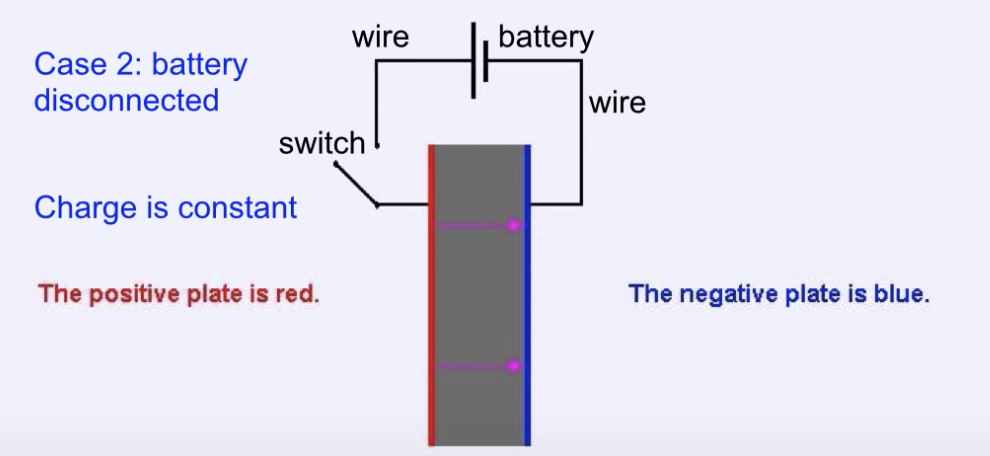 wire
battery
Case 2: battery
disconnected
wire
switch
Charge is constant
The positive plate is red.
The negative plate is blue.